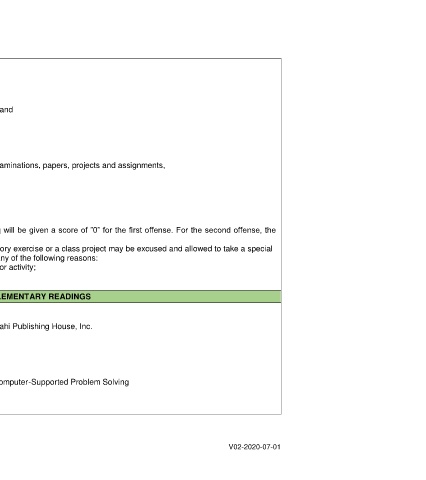 and
aminations, papers, projects and assignments,
will be given a score of "0" for the first offense. For the second offense, the
ory exercise or a class project may be excused and allowed to take a special
ny of the following reasons:
or activity;
LEMENTARY READINGS
ahi Publishing House, Inc.
omputer-Supported Problem Solving
V02-2020-07-01